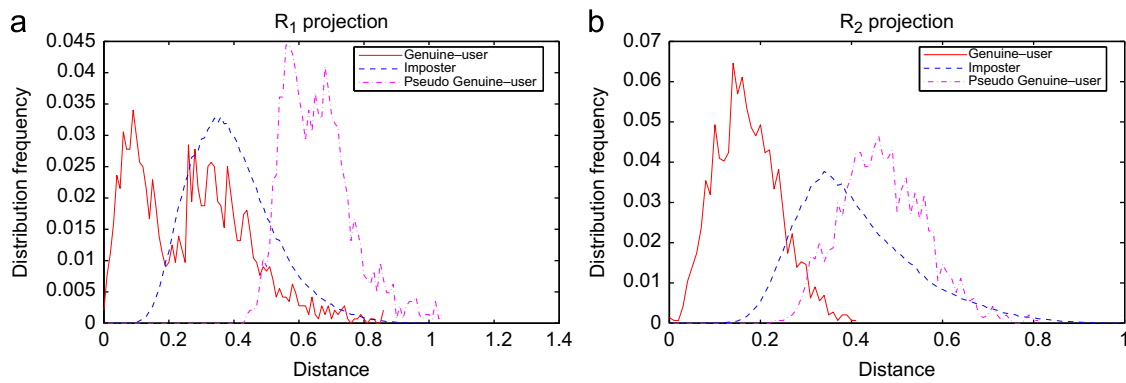 a
R1 projection
Genuine–user
Imposter
Pseudo Genuine–user
0.045
0.04
0.035
0.03
0.025
0.02
0.015
0.01
0.005
0
Distribution frequency
0 0.2 0.4 0.6 0.8 1 1.2 1.4
Distance
b
R2 projection
Genuine–user
Imposter
Pseudo Genuine–user
0.07
0.06
0.05
0.04
0.03
0.02
0.01
0
Distribution frequency
0 0.2 0.4 0.6 0.8 1
Distance